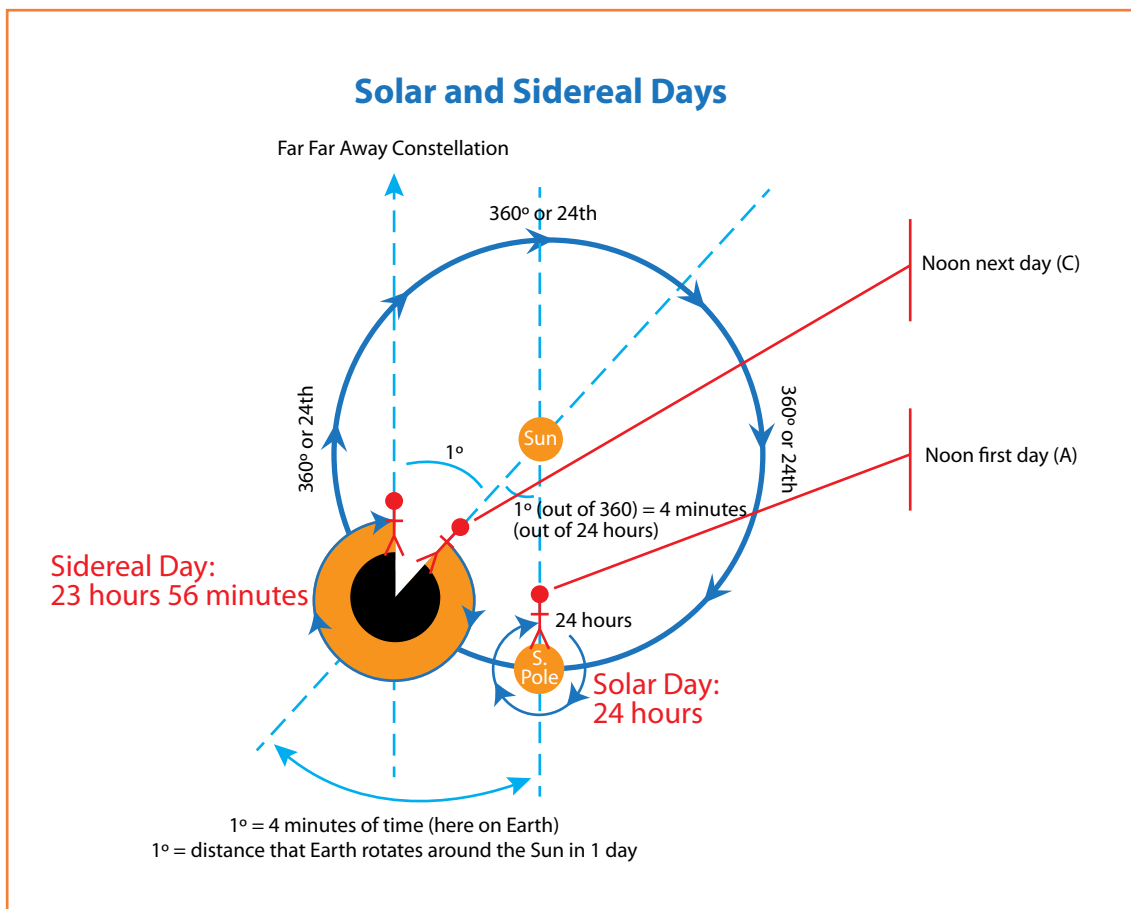 Solar and Sidereal Days
Far Far Away Constellation
360º or 24th
Noon next day (C)
360º or 24th
360º or 24th
Sun
1º
Noon first day (A)
1º (out of 360) = 4 minutes
(out of 24 hours)
Sidereal Day:
23 hours 56 minutes
24 hours
S.
Pole
Solar Day:
24 hours
1º = 4 minutes of time (here on Earth)
1º = distance that Earth rotates around the Sun in 1 day